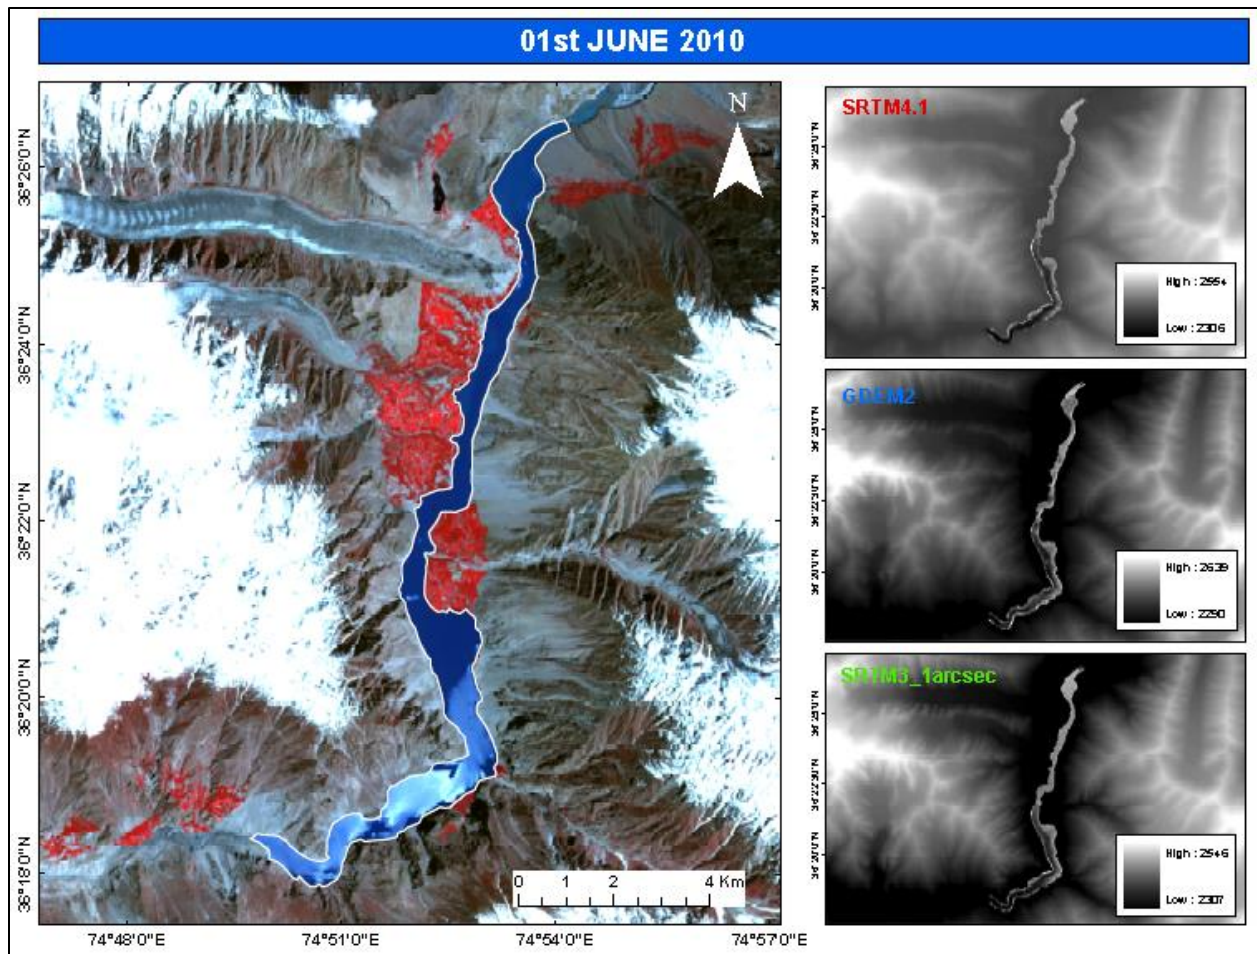 01st JUNE 2010
N
36°26'0"N
36°24'0"N
36°22'0"N
36°20'0"N
36°18'0"N
0 1 2 4 Km
74°48'0"E 74°51'0"E 74°54'0"E 74°57'0"E
SRTM4.1
High : 2554
Low : 2306
GDEM2
High : 2639
Low : 2290
SRTM3_1arcsec
High : 2546
Low : 2307